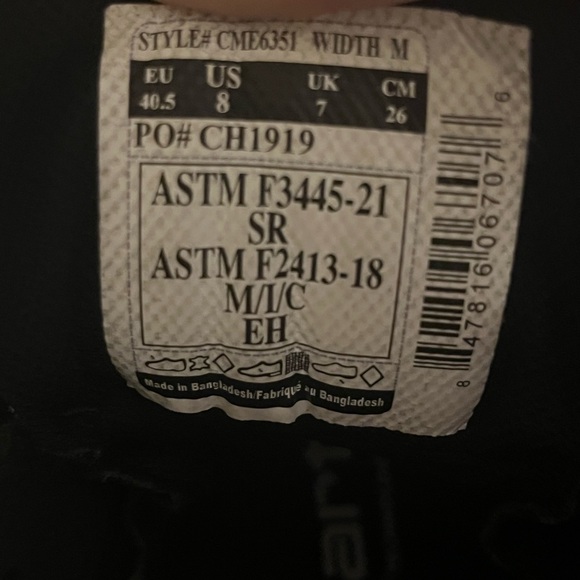 STYLE# CME6351 WIDTH M
EU US UK CM
40.5 8 7 26
PO# CH1919
ASTM F3445-21
SR
ASTM F2413-18
M/I/C
EH
Made in Bangladesh/Fabriqué au Bangladesh
8 47816 06707 6
art